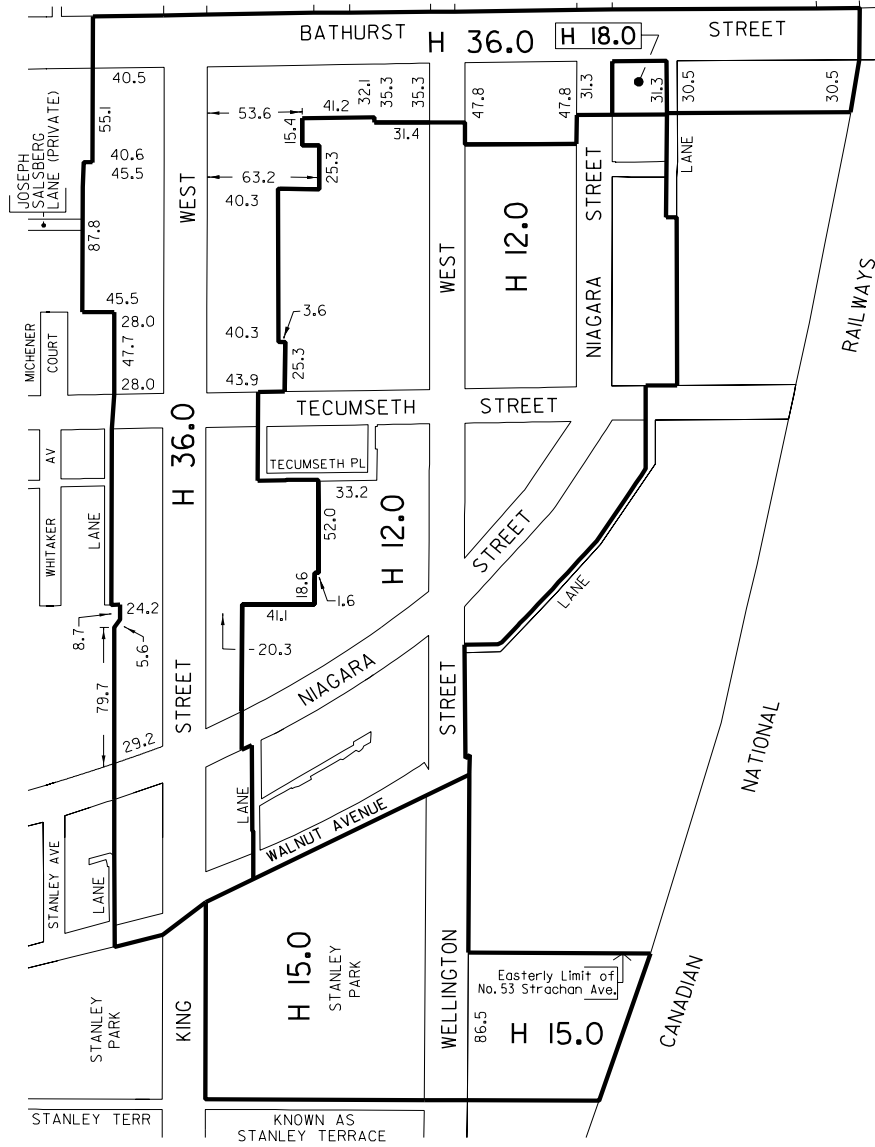 BATHURST
H 36.0
H 18.0
STREET
40.5
55.1
40.6
45.5
JOSEPH
SALSBERG
LANE (PRIVATE)
87.8
45.5
WEST
53.6
41.2
32.1
35.3
35.3
15.4
31.4
63.2
25.3
40.3
47.8
47.8
31.3
31.3
30.5
30.5
LANE
STREET
H 12.0
WEST
NIAGARA
RAILWAYS
MICHENER
COURT
28.0
47.7
28.0
40.3
3.6
25.3
43.9
TECUMSETH
STREET
H 36.0
AV
TECUMSETH PL
33.2
52.0
H 12.0
WHITAKER
LANE
STREET
LANE
24.2
8.7
5.6
18.6
1.6
41.1
20.3
79.7
29.2
STREET
NIAGARA
STREET
NATIONAL
LANE
WALNUT AVENUE
STANLEY AVE
LANE
H 15.0
STANLEY
PARK
WELLINGTON
Easterly Limit of
No.53 Strachan Ave.
CANADIAN
STANLEY
PARK
KING
86.5
H 15.0
STANLEY TERR
KNOWN AS
STANLEY TERRACE